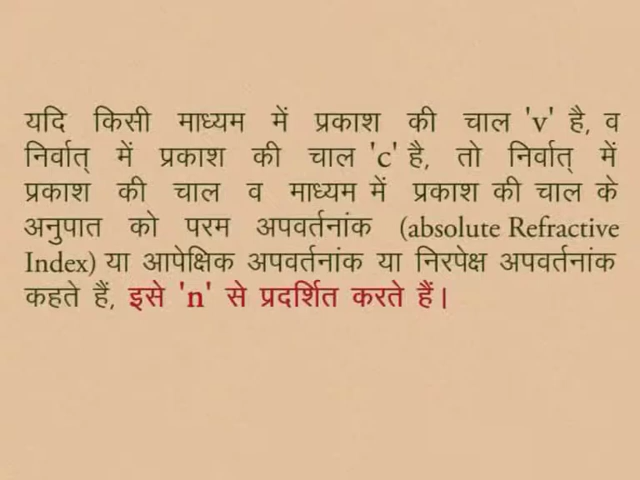 यदि किसी माध्यम में प्रकाश की चाल 'v' है, व
निर्वात् में प्रकाश की चाल 'c' है, तो निर्वात् में
प्रकाश की चाल व माध्यम में प्रकाश की चाल के
अनुपात को परम अपवर्तनांक (absolute Refractive
Index) या आपेक्षिक अपवर्तनांक या निरपेक्ष अपवर्तनांक
कहते हैं, इसे 'n' से प्रदर्शित करते हैं।